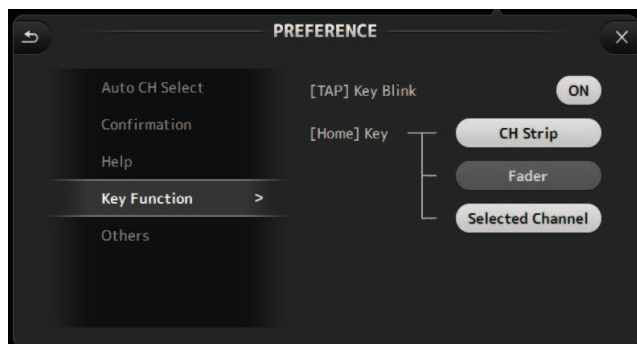 PREFERENCE
Auto CH Select
Confirmation
Help
Key Function >
Others
[TAP] Key Blink ON
[Home] Key CH Strip
Fader
Selected Channel